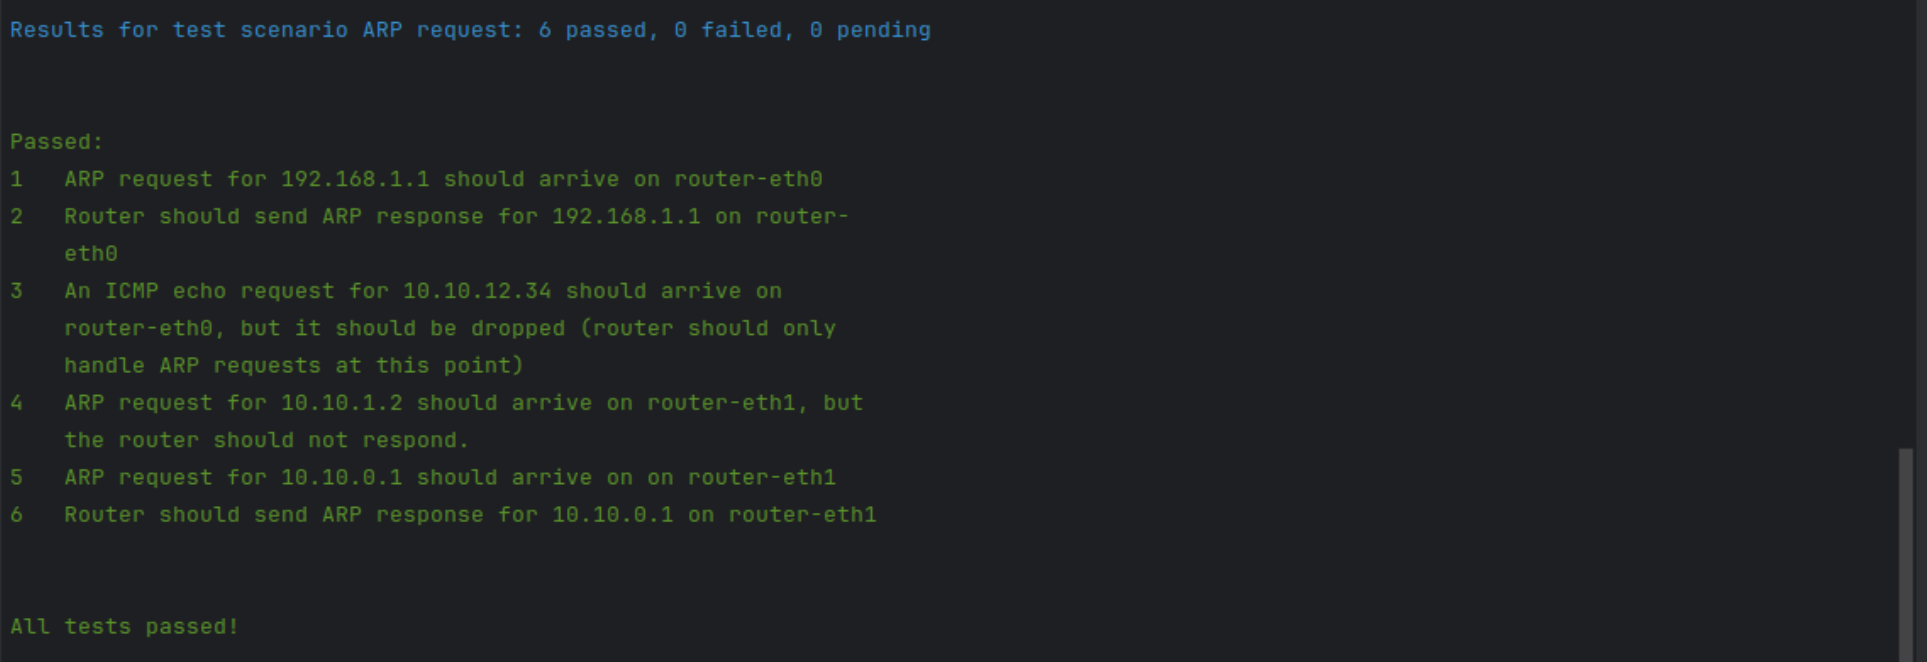 Results for test scenario ARP request: 6 passed, 0 failed, 0 pending
Passed:
1   ARP request for 192.168.1.1 should arrive on router-eth0
2   Router should send ARP response for 192.168.1.1 on router-
    eth0
3   An ICMP echo request for 10.10.12.34 should arrive on
    router-eth0, but it should be dropped (router should only
    handle ARP requests at this point)
4   ARP request for 10.10.1.2 should arrive on router-eth1, but
    the router should not respond.
5   ARP request for 10.10.0.1 should arrive on on router-eth1
6   Router should send ARP response for 10.10.0.1 on router-eth1
All tests passed!